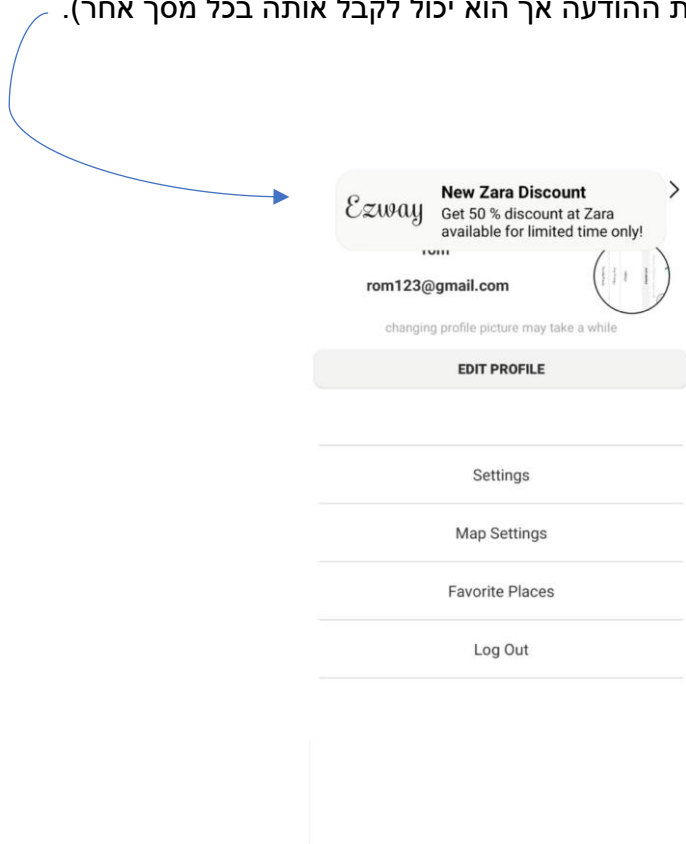 ההודעה אך הוא יכול לקבל אותה בכל מסך אחר).
Ezway
New Zara Discount
Get 50 % discount at Zara
available for limited time only!
rom
rom123@gmail.com
changing profile picture may take a while
EDIT PROFILE
Settings
Map Settings
Favorite Places
Log Out